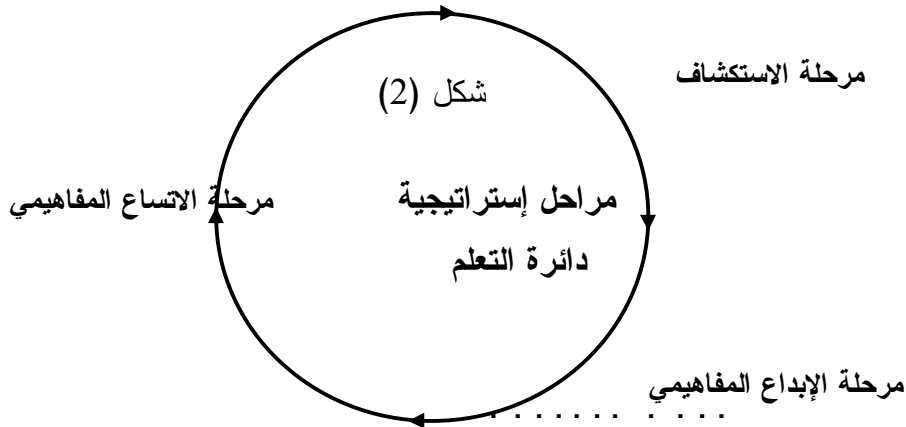 مرحلة الاستكشاف
شكل (2)
مراحل إستراتيجية
دائرة التعلم
مرحلة الاتساع المفاهيمي
مرحلة الإبداع المفاهيمي